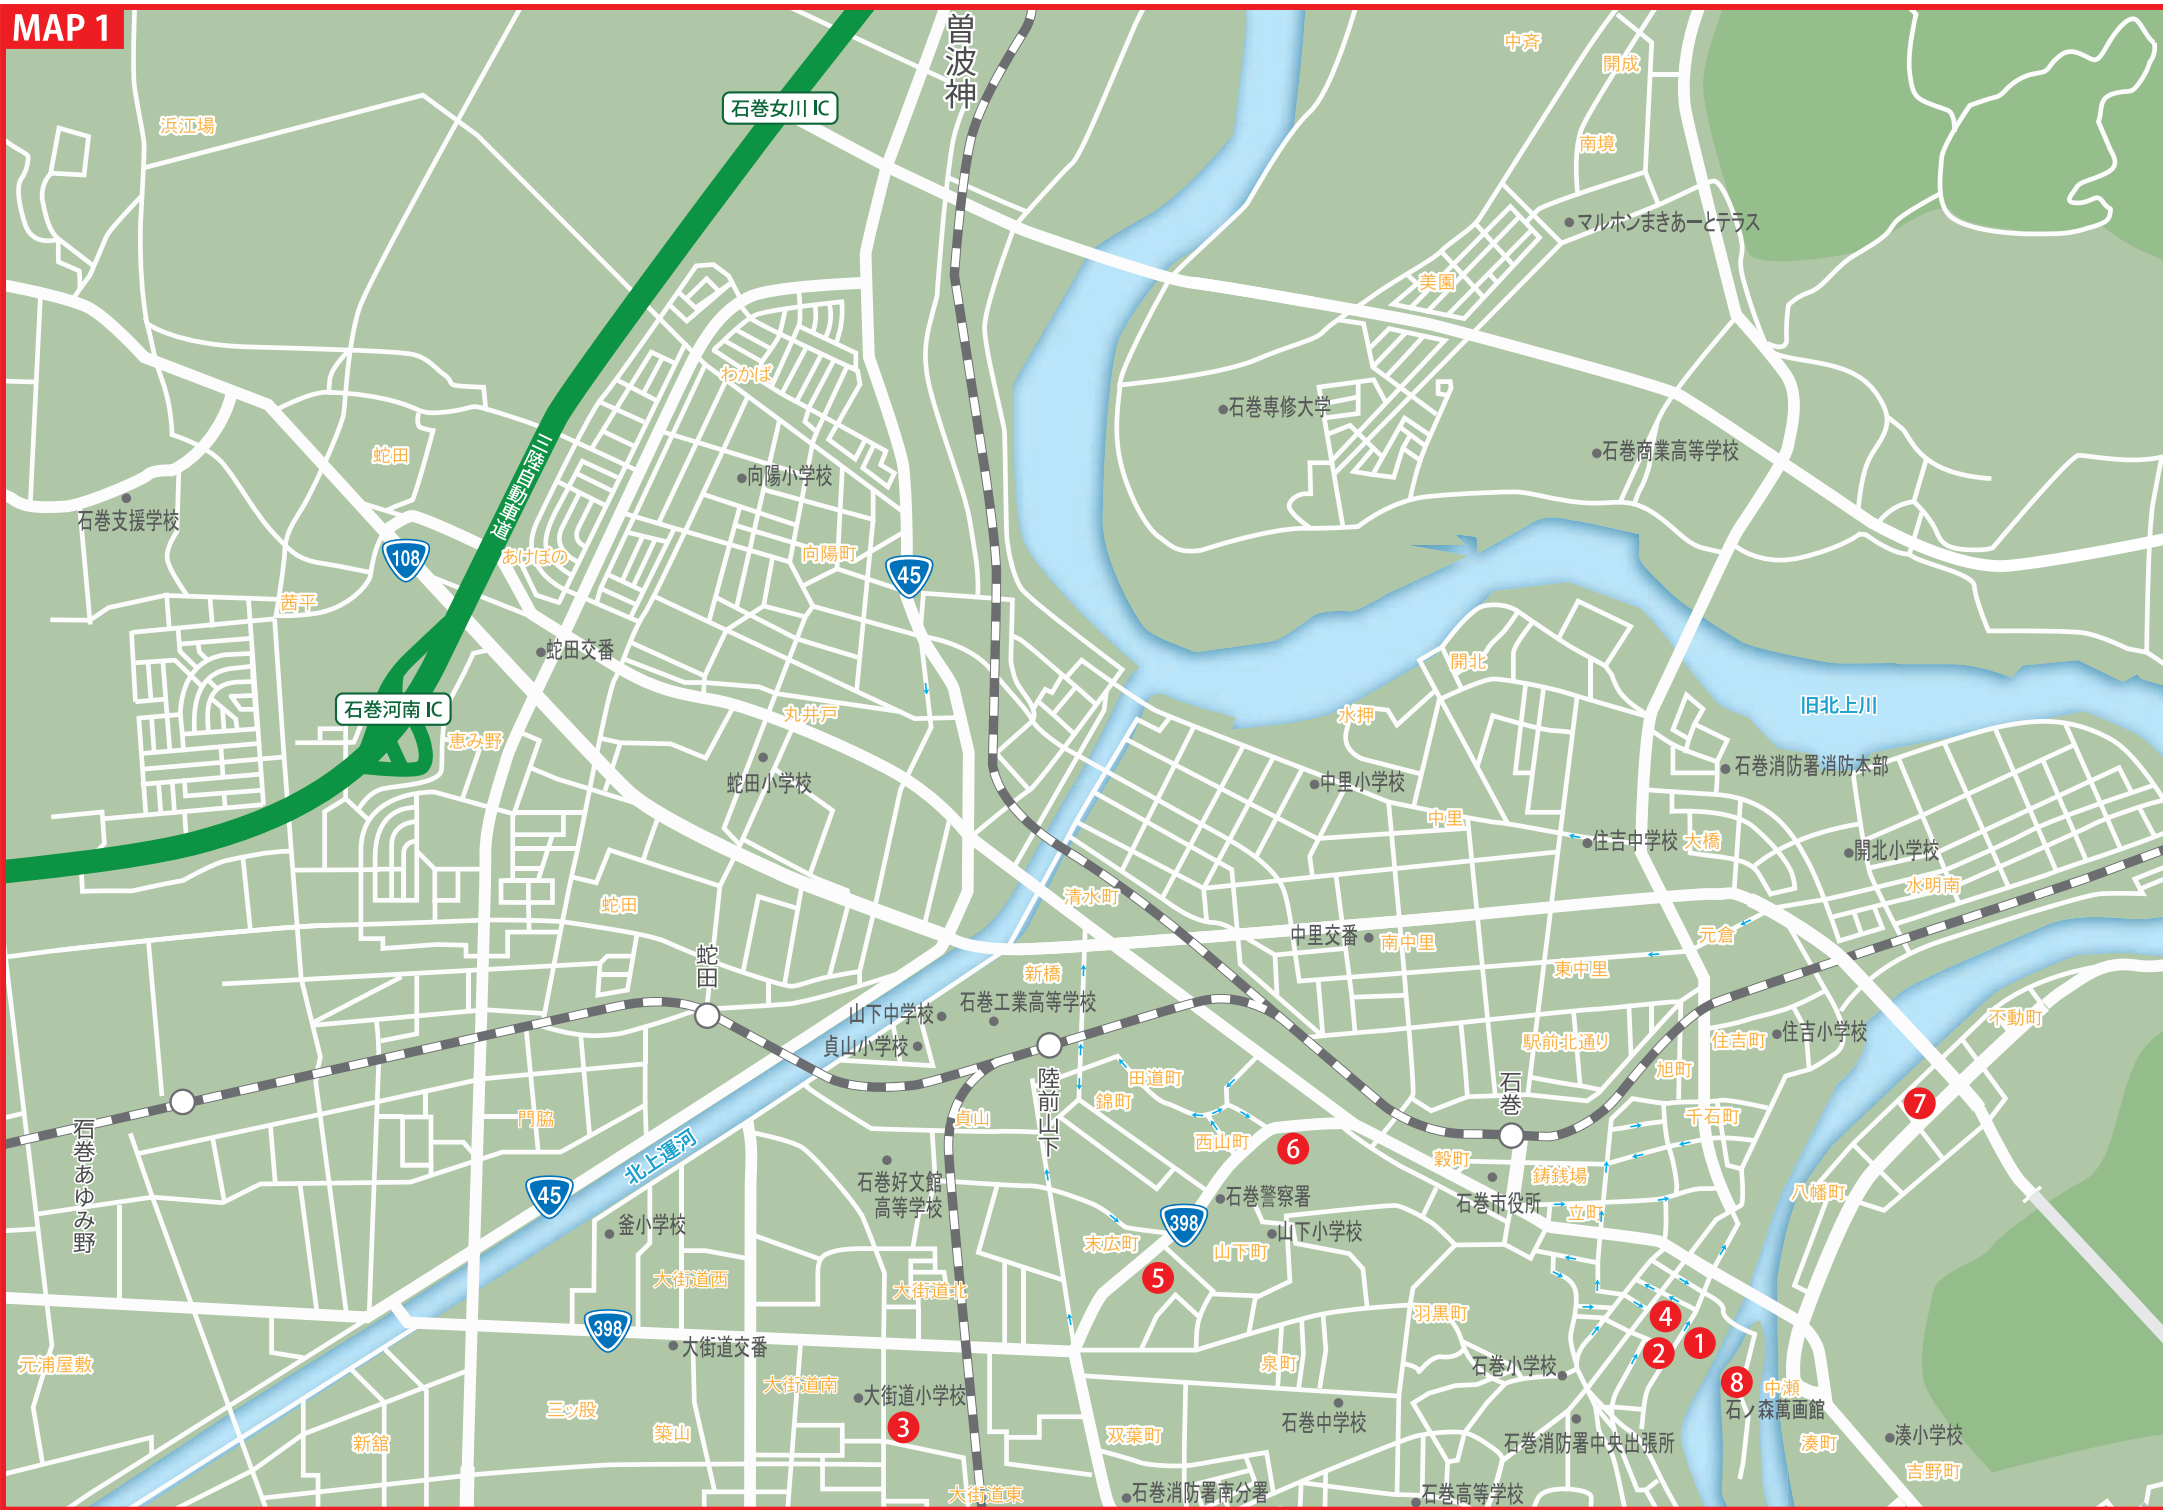 MAP 1
曽波神
中斉
開成
石巻女川 IC
浜江場
南境
マルホンまきあーとテラス
美園
わかば
石巻専修大学
蛇田
三陸自動車道
向陽小学校
石巻商業高等学校
石巻支援学校
108
あけぼの
向陽町
45
茜平
蛇田交番
開北
石巻河南 IC
恵み野
丸井戸
水押
旧北上川
蛇田小学校
中里小学校
石巻消防署消防本部
中里
住吉中学校
大橋
開北小学校
水明南
清水町
蛇田
中里交番
南中里
元倉
東中里
蛇田
新橋
石巻工業高等学校
山下中学校
貞山小学校
不動町
駅前北通り
住吉町
住吉小学校
旭町
陸前山下
田道町
錦町
石巻
千石町
7
石巻あゆみ野
門脇
貞山
西山町
6
穀町
鋳銭場
北上運河
45
石巻好文館
高等学校
石巻警察署
石巻市役所
八幡町
立町
釜小学校
398
山下小学校
末広町
山下町
大街道西
大街道北
5
羽黒町
4
398
1
2
大街道交番
元浦屋敷
泉町
石巻小学校
8
中瀬
大街道南
大街道小学校
石ノ森萬画館
三ッ股
3
石巻中学校
築山
双葉町
新舘
石巻消防署中央出張所
湊町
湊小学校
吉野町
大街道東
石巻消防署南分署
石巻高等学校